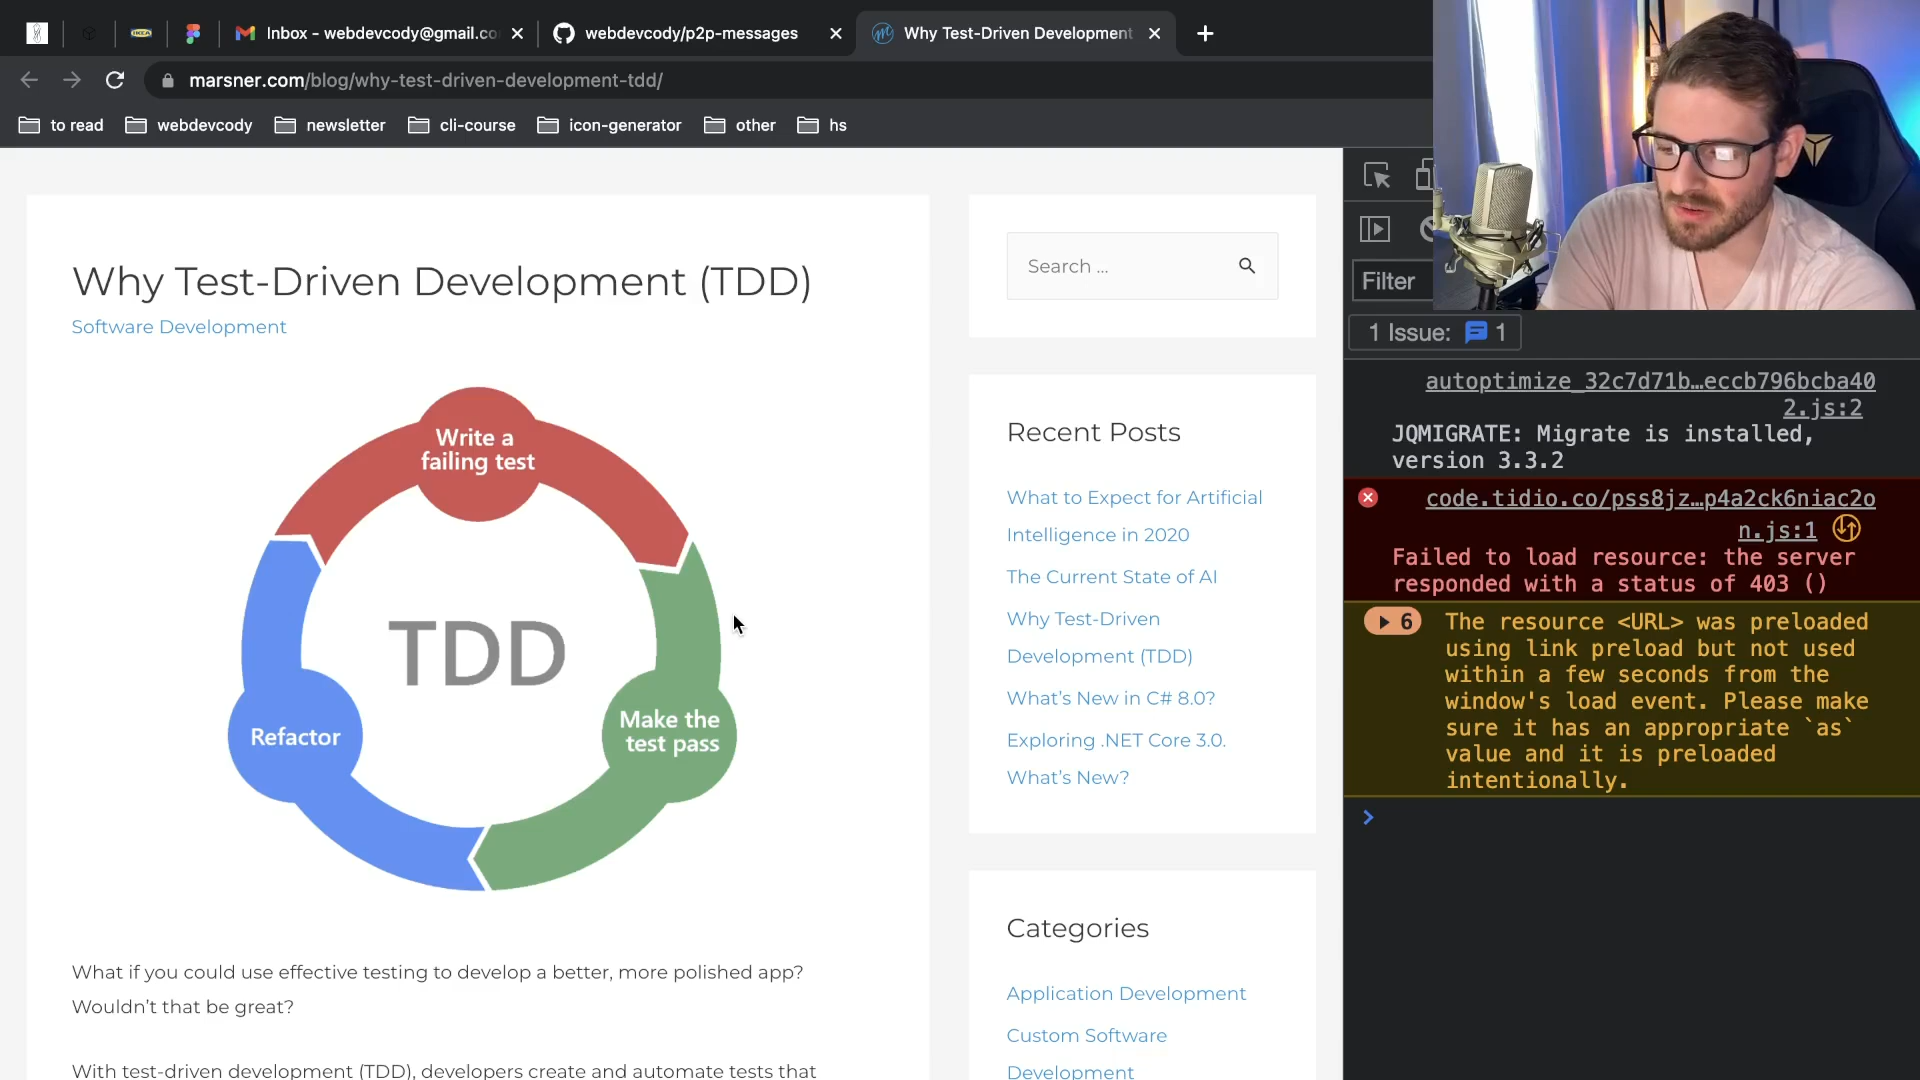 IKEA
Inbox - webdevcody@gmail.co
webdevcody/p2p-messages
Why Test-Driven Development
marsner.com/blog/why-test-driven-development-tdd/
to read
webdevcody
newsletter
cli-course
icon-generator
other
hs
Why Test-Driven Development (TDD)
Software Development
Write a
failing test
TDD
Refactor
Make the
test pass
What if you could use effective testing to develop a better, more polished app?
Wouldn't that be great?
With test-driven development (TDD), developers create and automate tests that
Search ...
Recent Posts
What to Expect for Artificial
Intelligence in 2020
The Current State of AI
Why Test-Driven
Development (TDD)
What's New in C# 8.0?
Exploring .NET Core 3.0.
What's New?
Categories
Application Development
Custom Software
Development
Filter
1 Issue: 1
autoptimize_32c7d71b…eccb796bcba40
2.js:2
JQMIGRATE: Migrate is installed,
version 3.3.2
code.tidio.co/pss8jz…p4a2ck6niac2o
n.js:1
Failed to load resource: the server
responded with a status of 403 ()
6 The resource <URL> was preloaded
using link preload but not used
within a few seconds from the
window's load event. Please make
sure it has an appropriate `as`
value and it is preloaded
intentionally.